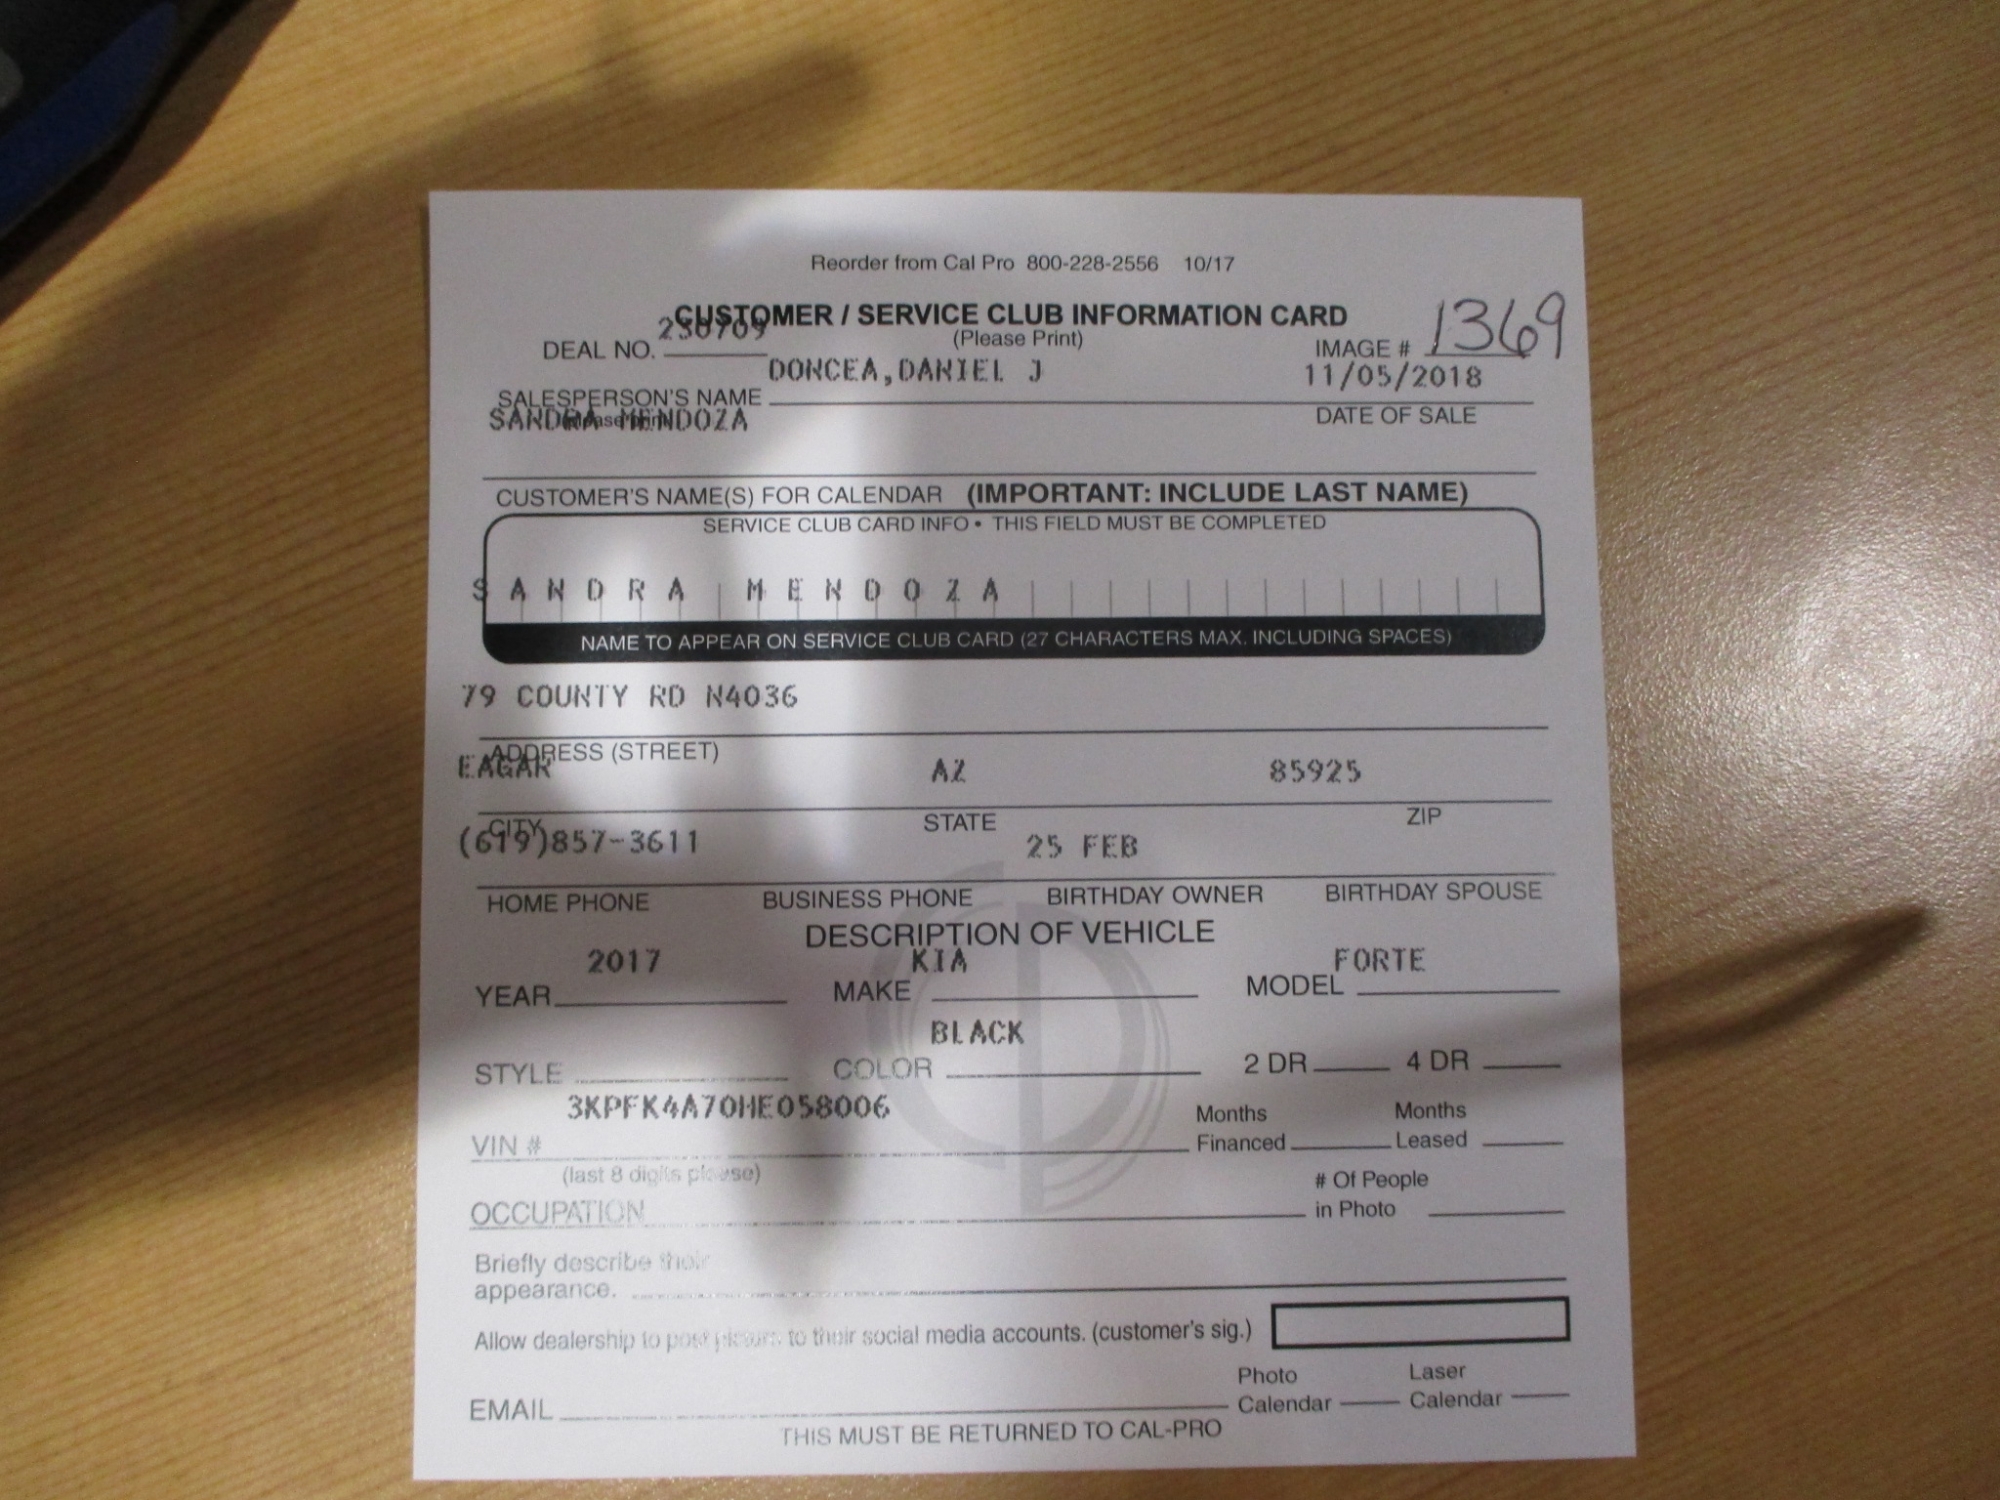 Reorder from Cal Pro 800-228-2556 10/17
CUSTOMER / SERVICE CLUB INFORMATION CARD
230709
(Please Print)
DEAL NO. IMAGE # 1369
DONCEA,DANIEL J 11/05/2018
SALESPERSON'S NAME DATE OF SALE
(please print)
SANDRA MENDOZA
CUSTOMER'S NAME(S) FOR CALENDAR (IMPORTANT: INCLUDE LAST NAME)
SERVICE CLUB CARD INFO • THIS FIELD MUST BE COMPLETED
SANDRA MENDOZA
NAME TO APPEAR ON SERVICE CLUB CARD (27 CHARACTERS MAX. INCLUDING SPACES)
79 COUNTY RD N4036
ADDRESS (STREET)
EAGAR AZ 85925
CITY STATE ZIP
(619)857-3611 25 FEB
HOME PHONE BUSINESS PHONE BIRTHDAY OWNER BIRTHDAY SPOUSE
DESCRIPTION OF VEHICLE
2017 KIA FORTE
YEAR MAKE MODEL
BLACK
STYLE COLOR 2 DR 4 DR
3KPFK4A70HE058006
VIN # Months Financed Months Leased
(last 8 digits please)
OCCUPATION # Of People in Photo
Briefly describe their
appearance.
Allow dealership to post picture to their social media accounts. (customer's sig.)
EMAIL Photo Calendar Laser Calendar
THIS MUST BE RETURNED TO CAL-PRO